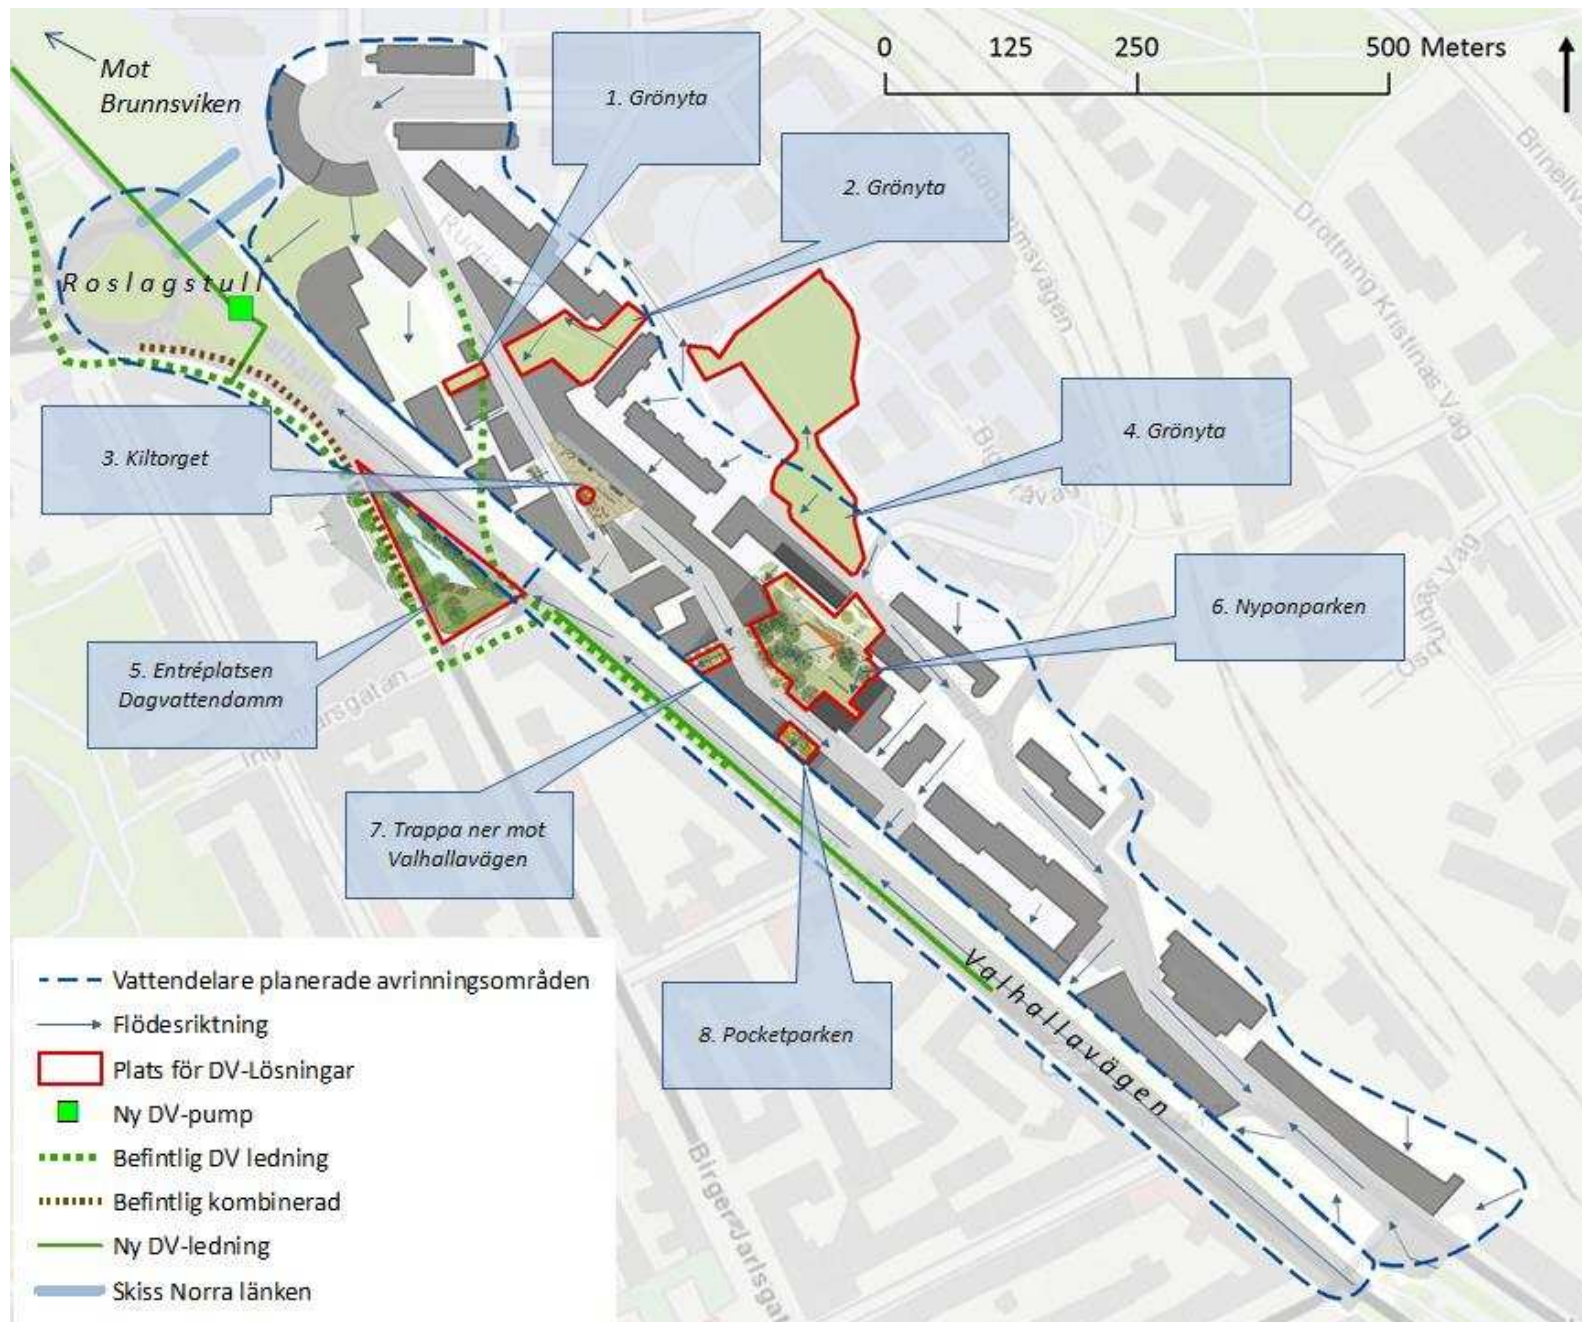 Mot
Brunnsviken
0 125 250 500 Meters
1. Grönyta
2. Grönyta
Roslagstull
3. Kiltorget
4. Grönyta
5. Entréplatsen
Dagvattendamm
6. Nyponparken
7. Trappa ner mot
Valhallavägen
8. Pocketparken
Valhallavägen
Drottning Kristinas Väg
Vattendelare planerade avrinningsområden
Flödesriktning
Plats för DV-Lösningar
Ny DV-pump
Befintlig DV ledning
Befintlig kombinerad
Ny DV-ledning
Skiss Norra länken